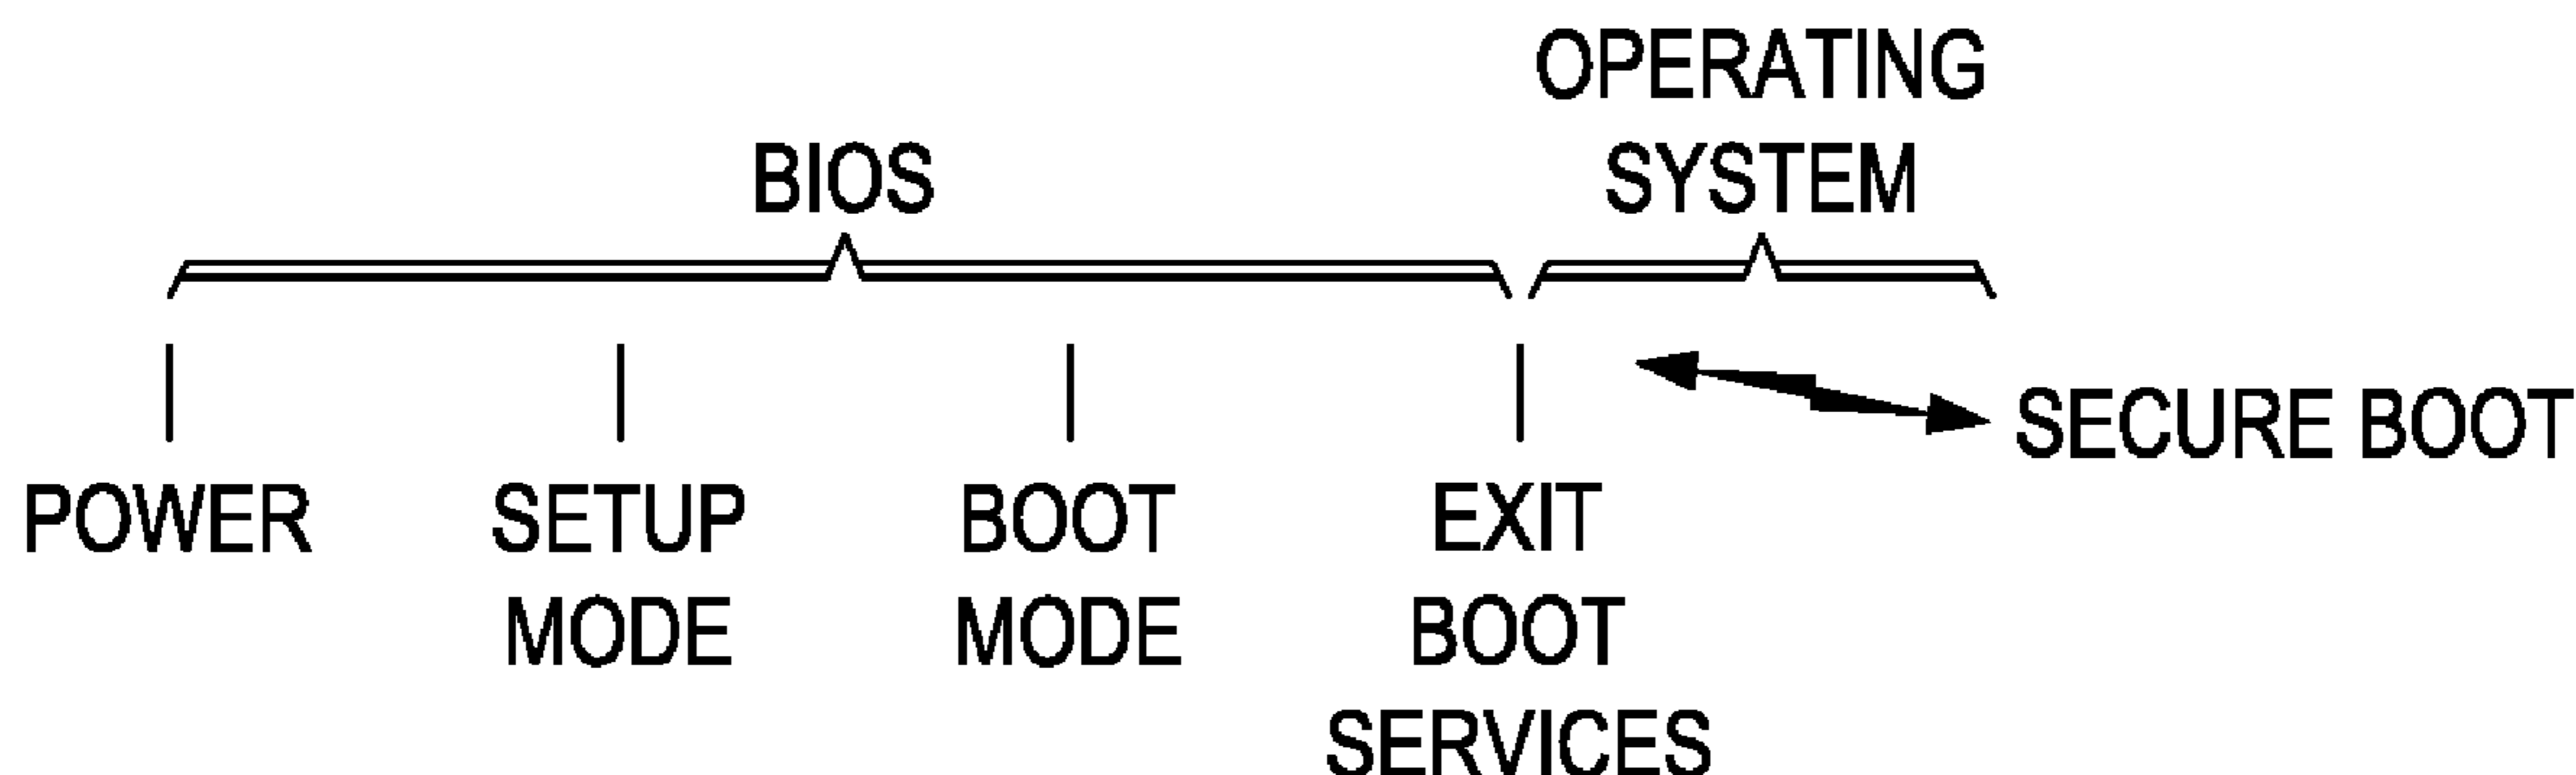 OPERATING
SYSTEM
BIOS
SECURE BOOT
POWER
SETUP
MODE
BOOT
MODE
EXIT
BOOT
SERVICES